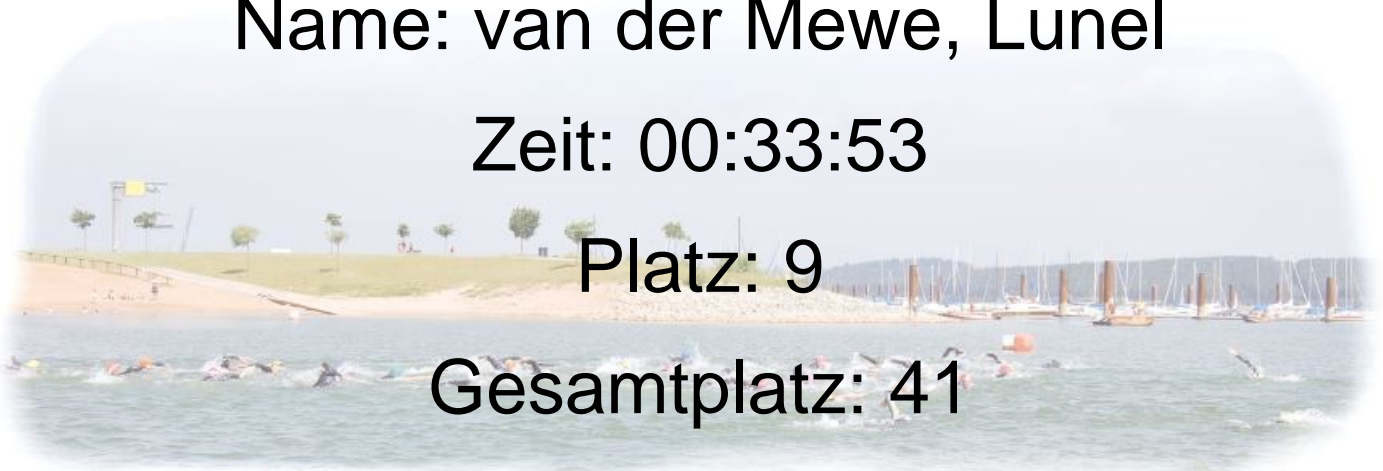 Name: van der Mewe, Lunel
Zeit: 00:33:53
Platz: 9
Gesamtplatz: 41